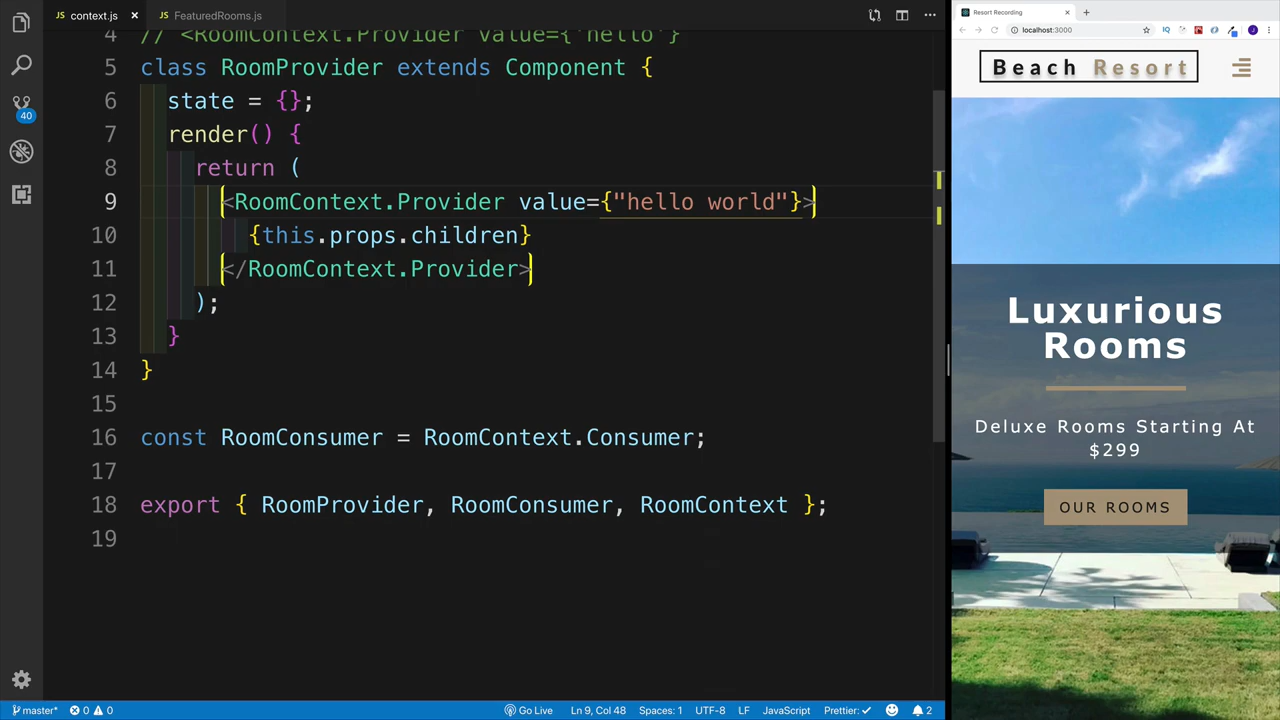 context.js
FeaturedRooms.js
4 // <RoomContext.Provider value={'hello'}
5 class RoomProvider extends Component {
6 state = {};
7 render() {
8 return (
9 <RoomContext.Provider value={"hello world"}>
10 {this.props.children}
11 </RoomContext.Provider>
12 );
13 }
14 }
15
16 const RoomConsumer = RoomContext.Consumer;
17
18 export { RoomProvider, RoomConsumer, RoomContext };
19
40
master* 0 0 Go Live Ln 9, Col 48 Spaces: 1 UTF-8 LF JavaScript Prettier: 2
Resort Recording
localhost:3000
Beach Resort
Luxurious
Rooms
Deluxe Rooms Starting At
$299
OUR ROOMS